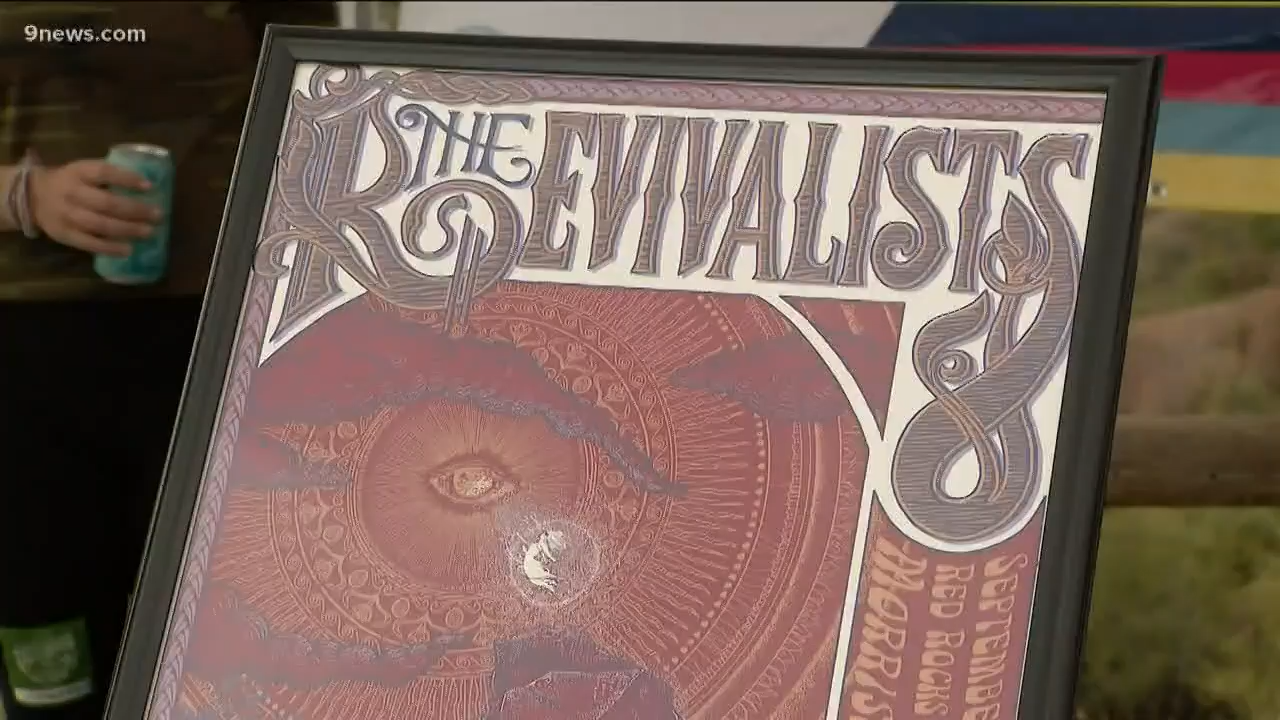 9news.com
THE
REVIVALISTS
SEPTEMBE
RED ROCKS
MORRIS